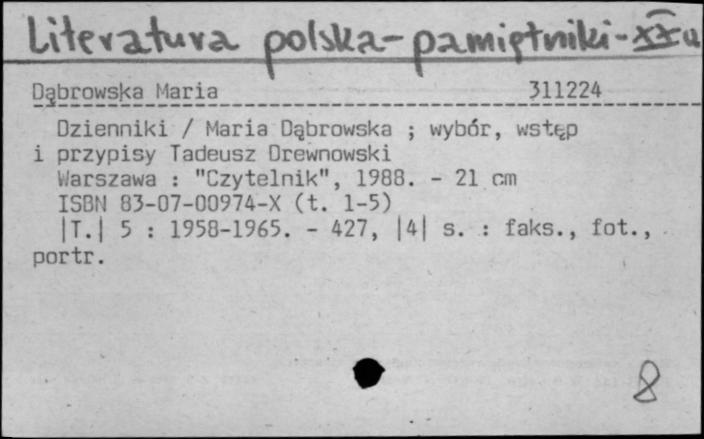 Literatura polska-pamiętniki-XX w
Dąbrowska Maria 311224
Dzienniki / Maria Dąbrowska ; wybór, wstęp
i przypisy Tadeusz Drewnowski
Warszawa : "Czytelnik", 1988. - 21 cm
ISBN 83-07-00974-X (t. 1-5)
|T.| 5 : 1958-1965. - 427, |4| s. : faks., fot.,
portr.
8